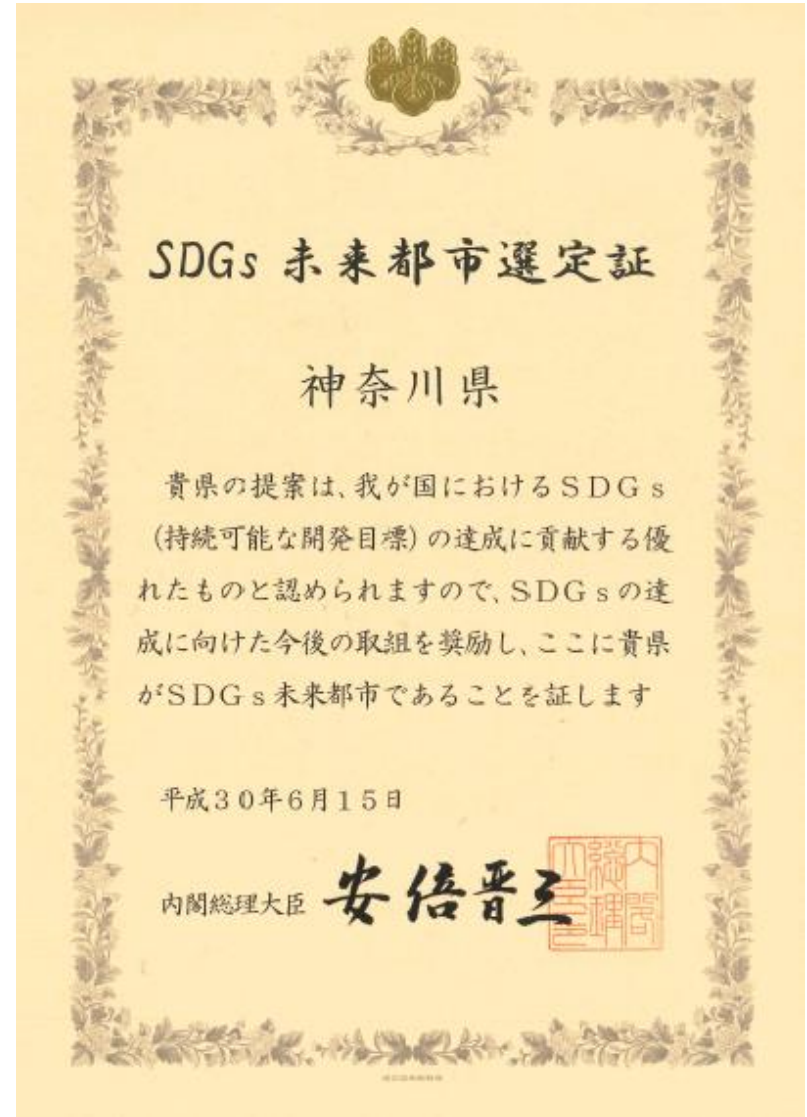 SDGs 未来都市選定証
神奈川県
貴県の提案は、我が国におけるSDGs
(持続可能な開発目標)の達成に貢献する優
れたものと認められますので、SDGsの達
成に向けた今後の取組を奨励し、ここに貴県
がSDGs未来都市であることを証します
平成30年6月15日
内閣総理大臣 安倍晋三